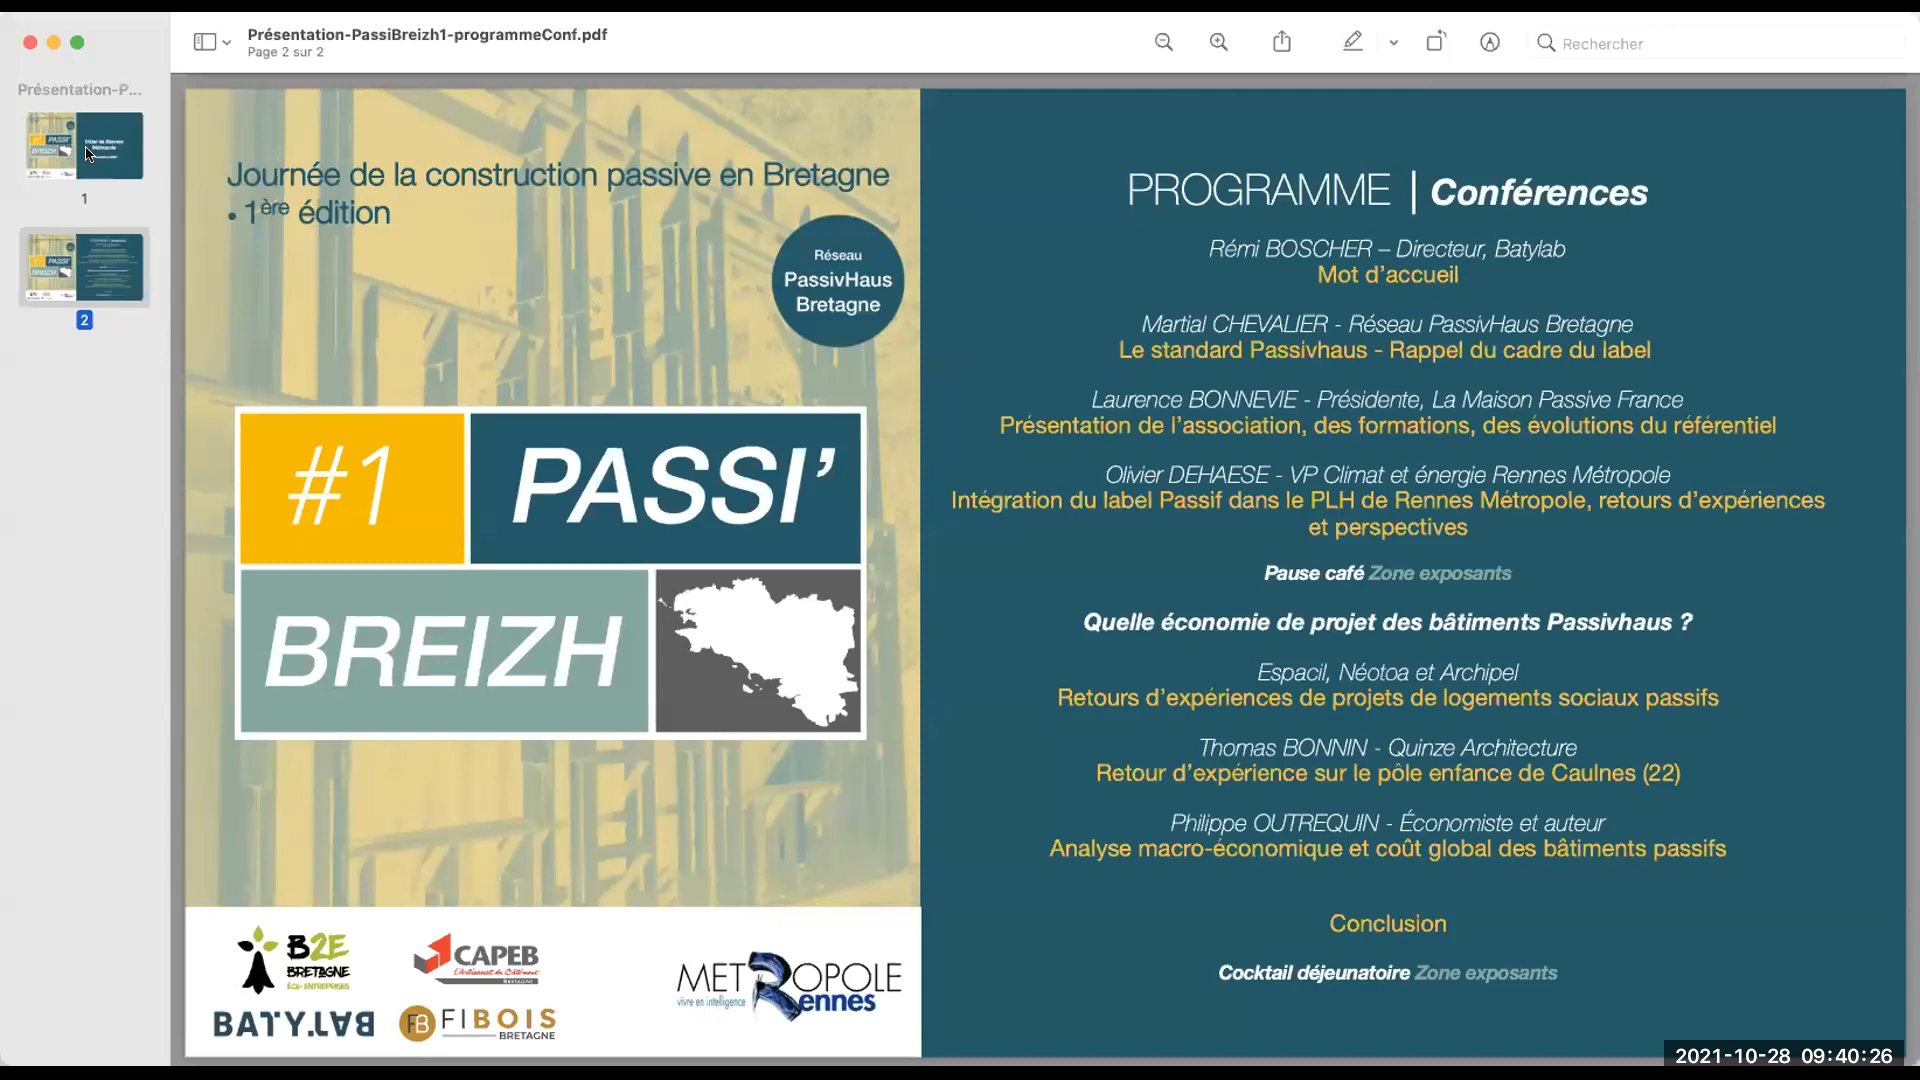 Présentation-PassiBreizh1-programmeConf.pdf
Page 2 sur 2
Rechercher
Présentation-P...
1
2
Journée de la construction passive en Bretagne
• 1ère édition
Réseau
PassivHaus
Bretagne
#1 PASSI’
BREIZH
B2E
BRETAGNE
ÉCO-ENTREPRISES
CAPEB
L'Artisanat du Bâtiment
BRETAGNE
BATYLAB
FB FIBOIS
BRETAGNE
METROPOLE
vivre en intelligence Rennes
PROGRAMME | Conférences
Rémi BOSCHER – Directeur, Batylab
Mot d’accueil
Martial CHEVALIER - Réseau PassivHaus Bretagne
Le standard Passivhaus - Rappel du cadre du label
Laurence BONNEVIE - Présidente, La Maison Passive France
Présentation de l’association, des formations, des évolutions du référentiel
Olivier DEHAESE - VP Climat et énergie Rennes Métropole
Intégration du label Passif dans le PLH de Rennes Métropole, retours d’expériences
et perspectives
Pause café Zone exposants
Quelle économie de projet des bâtiments Passivhaus ?
Espacil, Néotoa et Archipel
Retours d’expériences de projets de logements sociaux passifs
Thomas BONNIN - Quinze Architecture
Retour d’expérience sur le pôle enfance de Caulnes (22)
Philippe OUTREQUIN - Économiste et auteur
Analyse macro-économique et coût global des bâtiments passifs
Conclusion
Cocktail déjeunatoire Zone exposants
2021-10-28 09:40:26